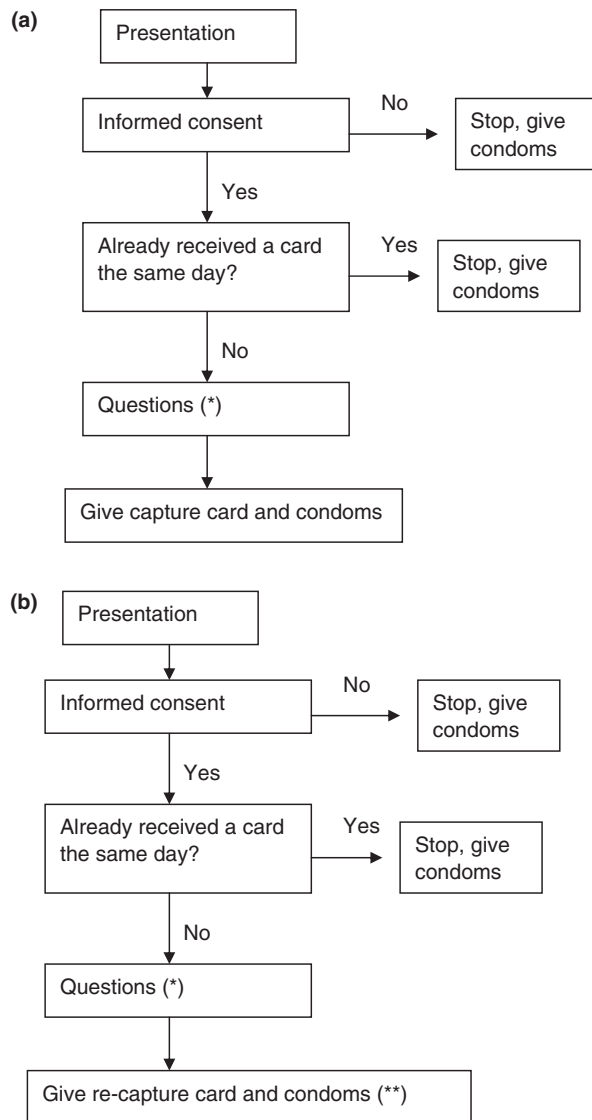 (a)
Presentation
Informed consent
No
Stop, give
condoms
Yes
Already received a card
the same day?
Yes
Stop, give
condoms
No
Questions (*)
Give capture card and condoms
(b)
Presentation
Informed consent
No
Stop, give
condoms
Yes
Already received a card
the same day?
Yes
Stop, give
condoms
No
Questions (*)
Give re-capture card and condoms (**)